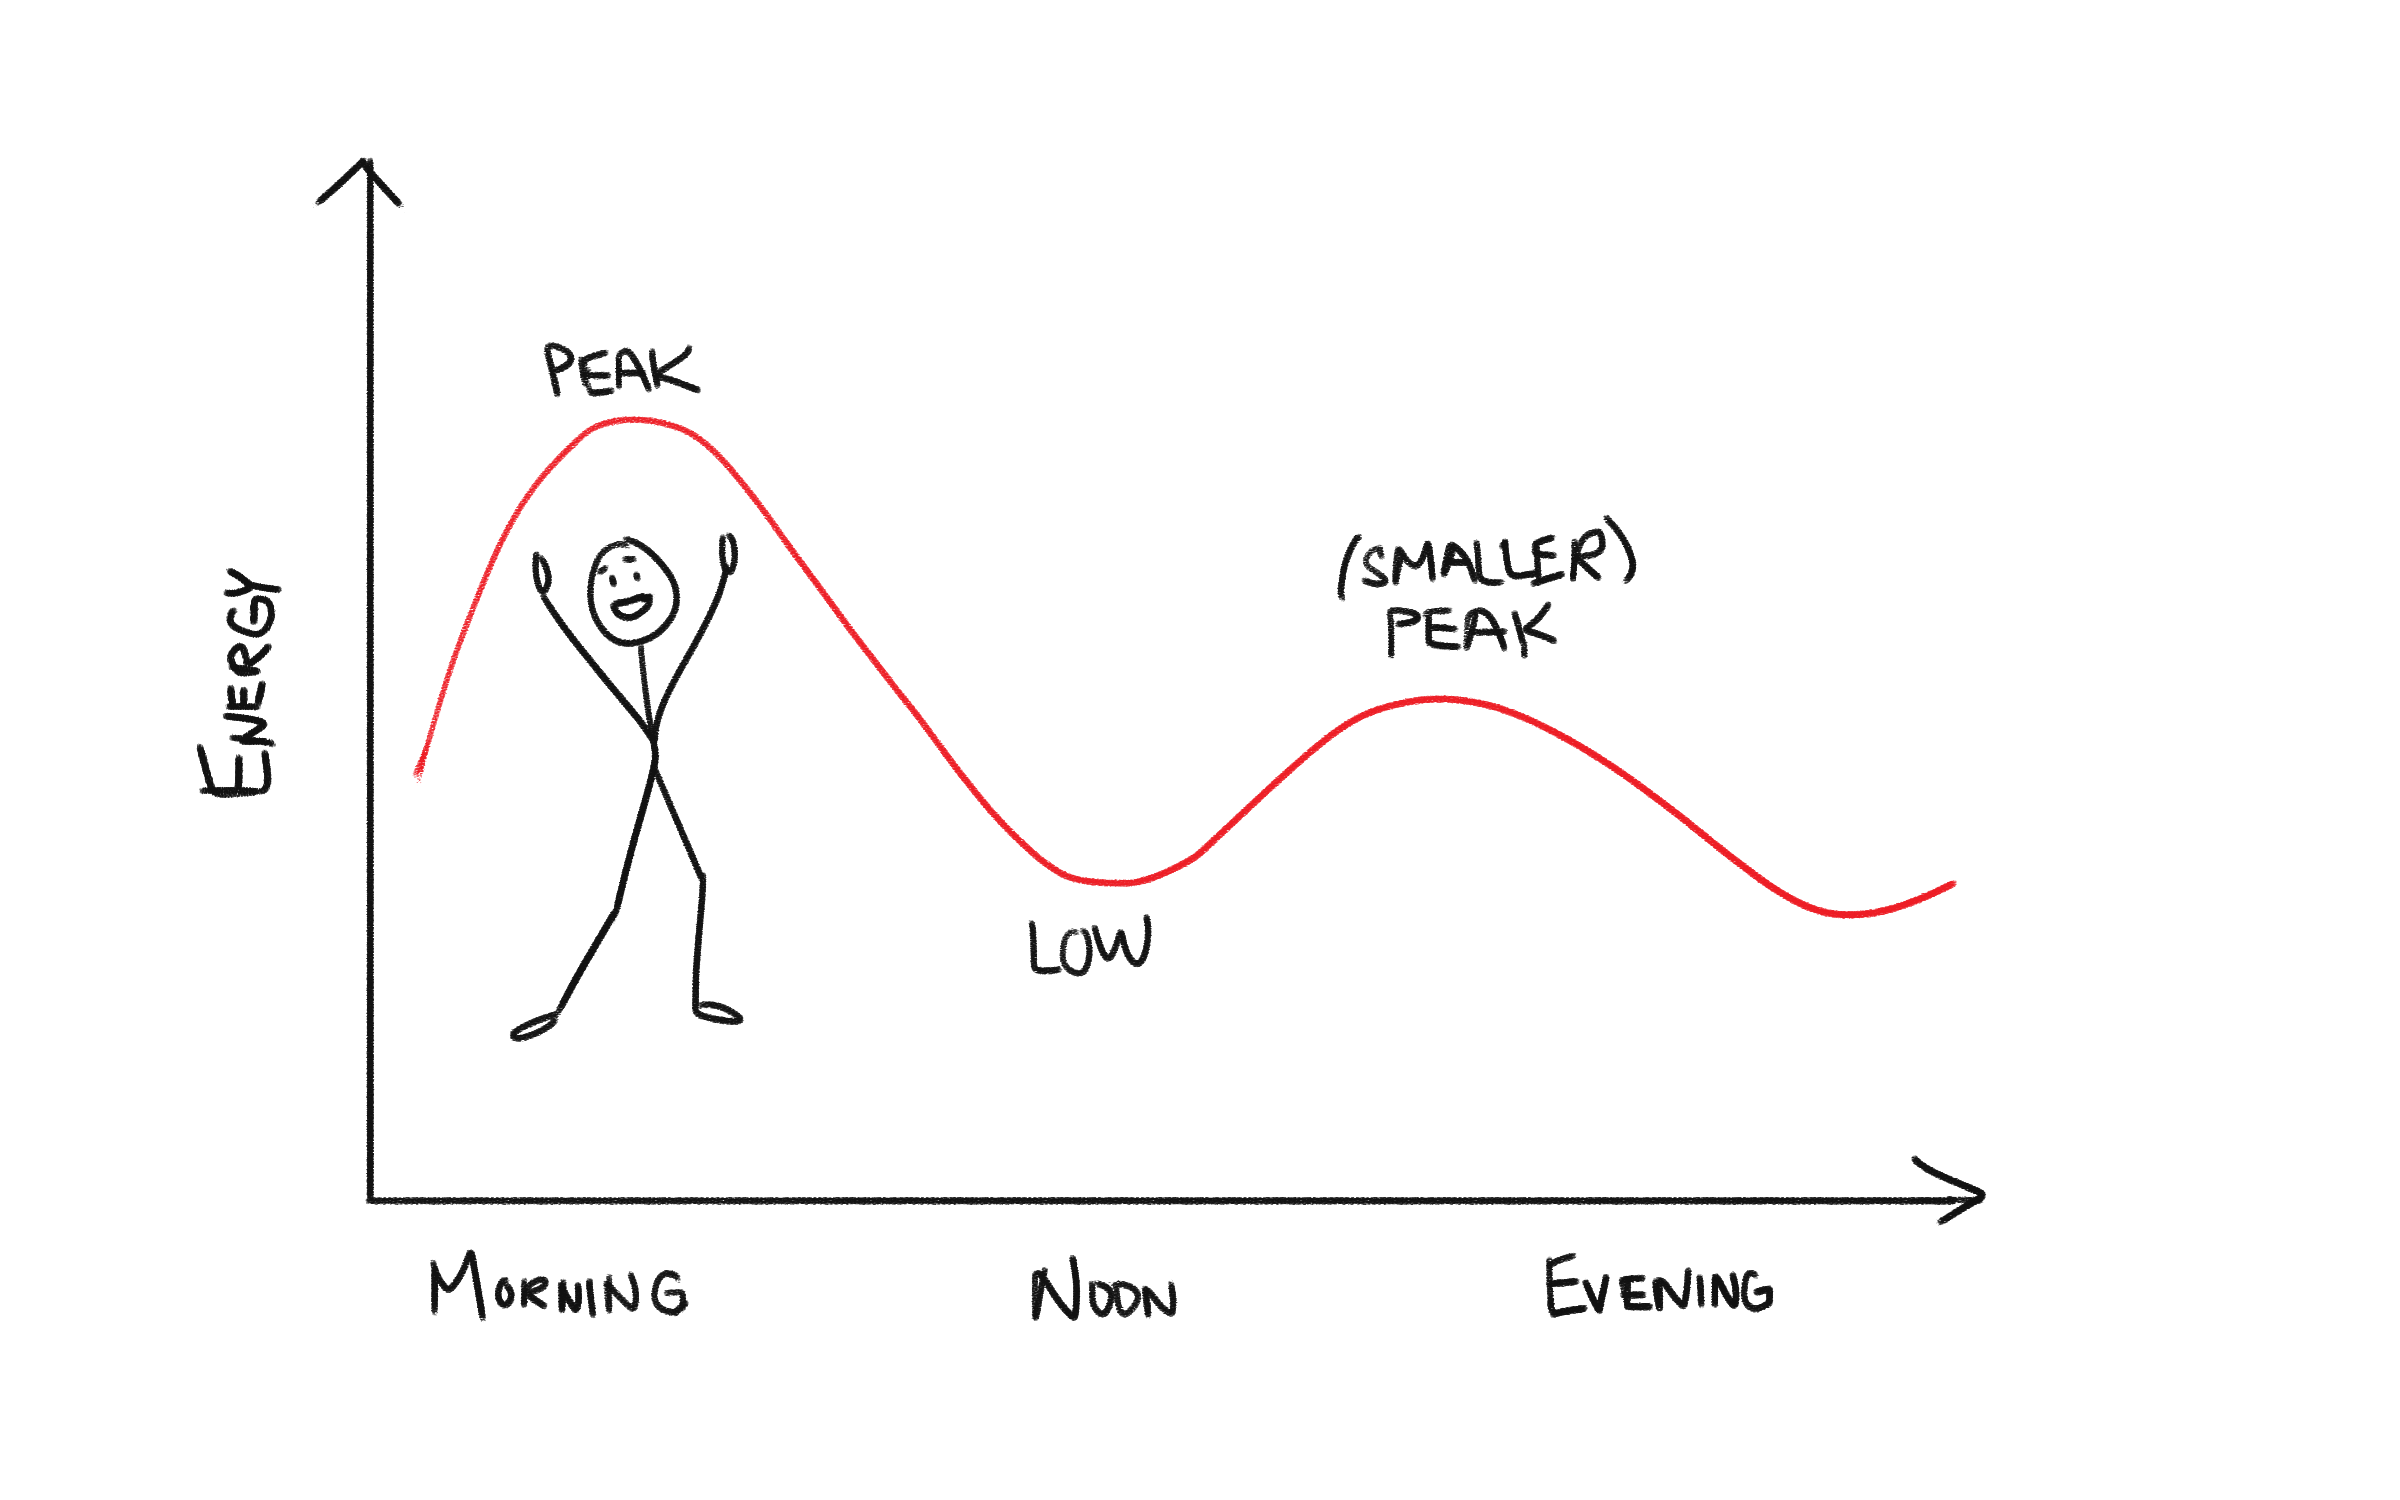 PEAK
(SMALLER)
PEAK
ENERGY
LOW
MORNING
NOON
EVENING